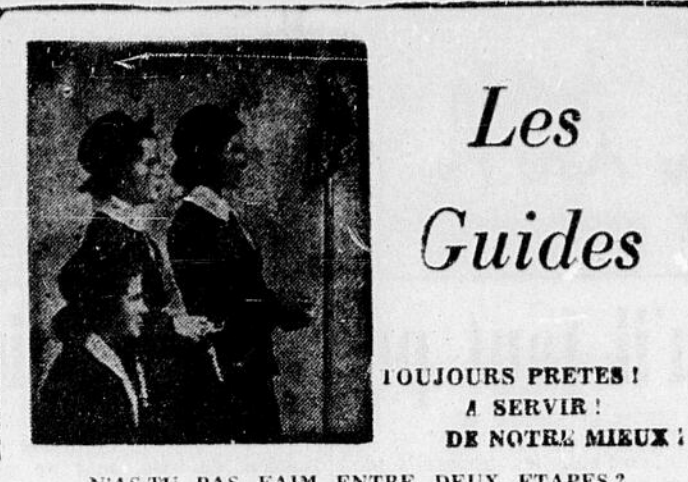 Les
Guides
TOUJOURS PRETES !
A SERVIR !
DE NOTRE MIEUX !
N'AS-TU PAS FAIM ENTRE DEUX ETAPES ?